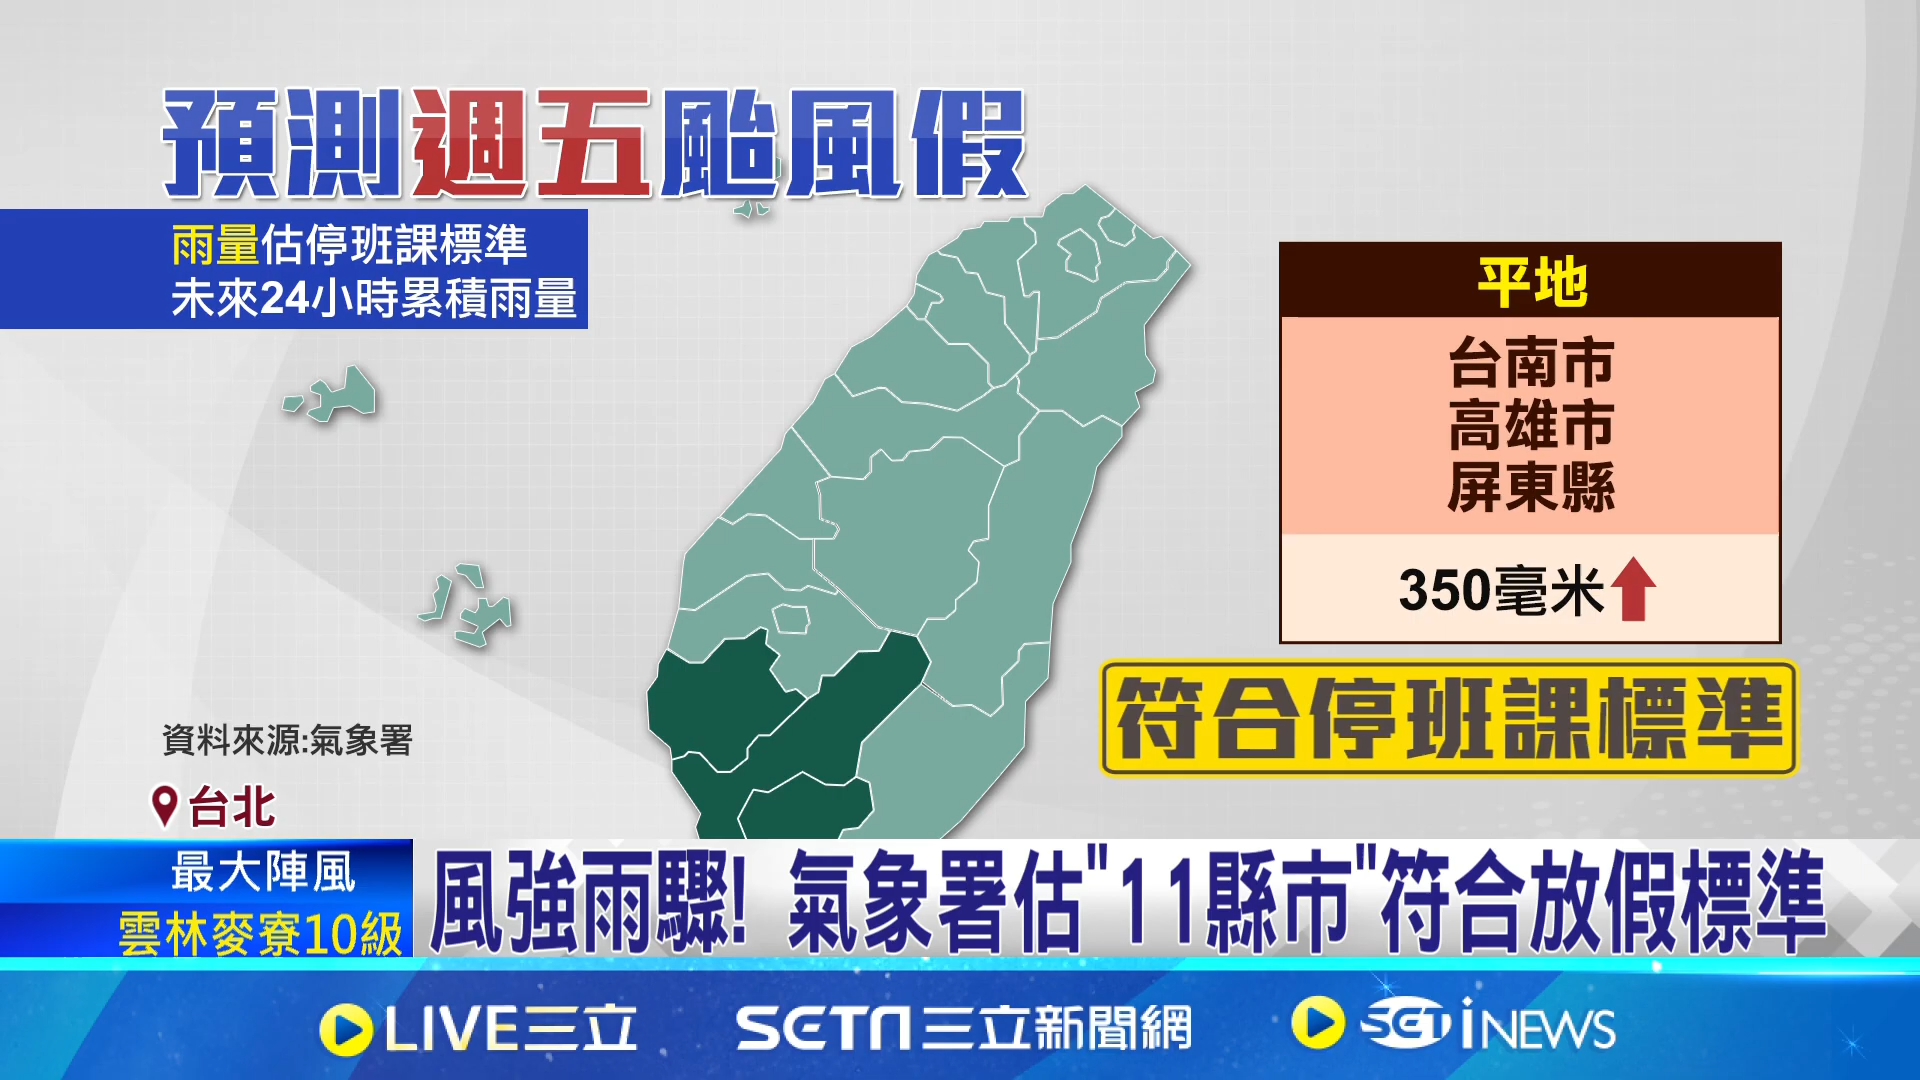 預測週五颱風假
雨量估停班課標準
未來24小時累積雨量
平地
台南市
高雄市
屏東縣
350毫米
符合停班課標準
資料來源:氣象署
台北
最大陣風
雲林麥寮10級
風強雨驟! 氣象署估"11縣市"符合放假標準
LIVE三立
SETN三立新聞網
SET iNEWS